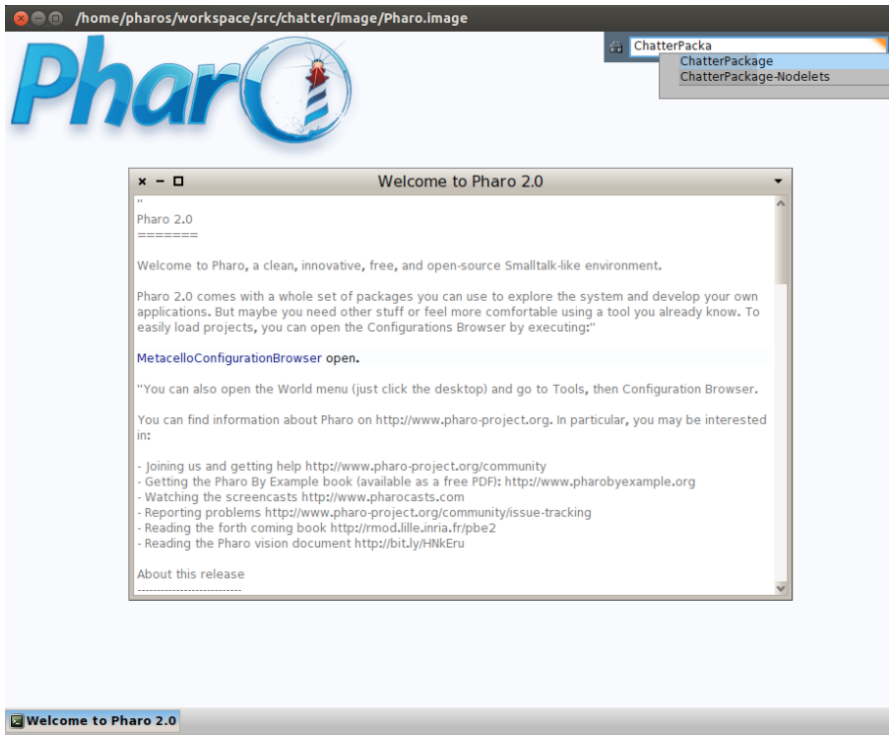 /home/pharos/workspace/src/chatter/image/Pharo.image
Pharo
ChatterPacka
ChatterPackage
ChatterPackage-Nodelets
Welcome to Pharo 2.0
"
Pharo 2.0
=======
Welcome to Pharo, a clean, innovative, free, and open-source Smalltalk-like environment.
Pharo 2.0 comes with a whole set of packages you can use to explore the system and develop your own
applications. But maybe you need other stuff or feel more comfortable using a tool you already know. To
easily load projects, you can open the Configurations Browser by executing:"
MetacelloConfigurationBrowser open.
"You can also open the World menu (just click the desktop) and go to Tools, then Configuration Browser.
You can find information about Pharo on http://www.pharo-project.org. In particular, you may be interested
in:
- Joining us and getting help http://www.pharo-project.org/community
- Getting the Pharo By Example book (available as a free PDF): http://www.pharobyexample.org
- Watching the screencasts http://www.pharocasts.com
- Reporting problems http://www.pharo-project.org/community/issue-tracking
- Reading the forth coming book http://rmod.lille.inria.fr/pbe2
- Reading the Pharo vision document http://bit.ly/HNkEru
About this release
--------------------------
Welcome to Pharo 2.0